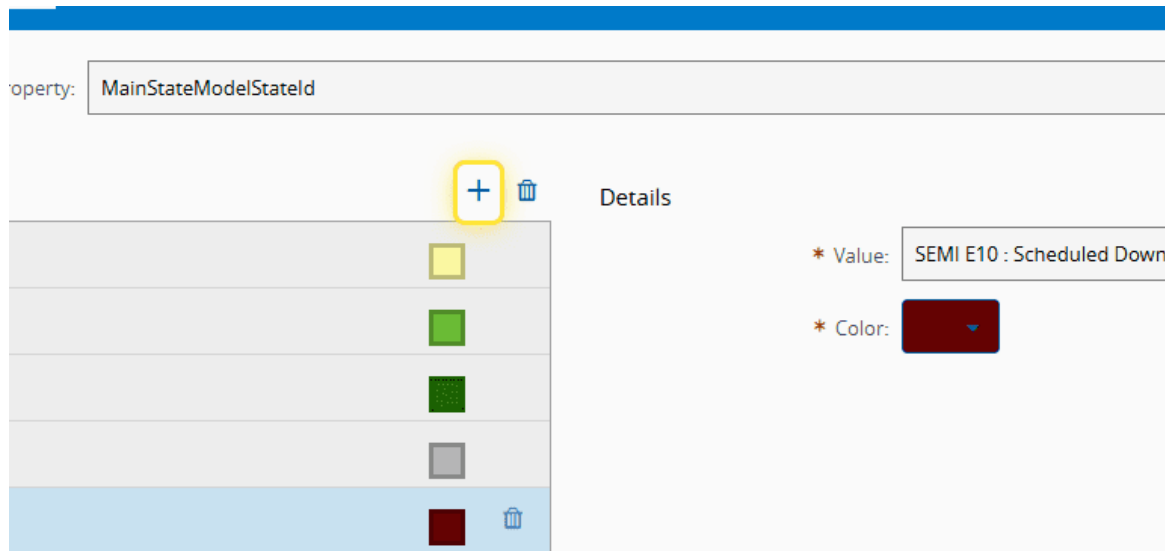 roperty: MainStateModelStateId
Details
* Value: SEMI E10 : Scheduled Down
* Color: